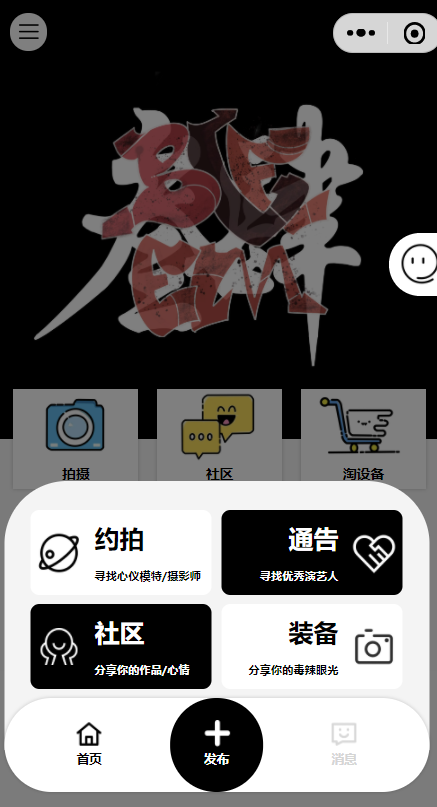 拍摄
社区
淘设备
约拍
寻找心仪模特/摄影师
通告
寻找优秀演艺人
社区
分享你的作品/心情
装备
分享你的毒辣眼光
首页
发布
消息